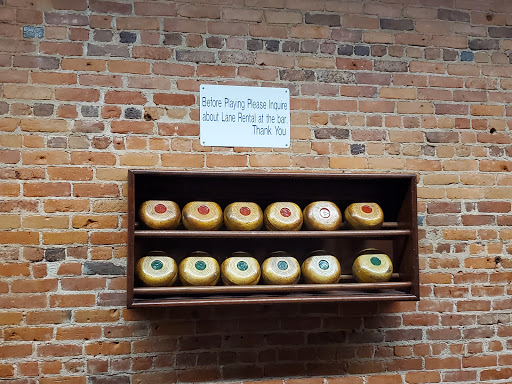 Before Playing Please Inquire
about Lane Rental at the bar
Thank You